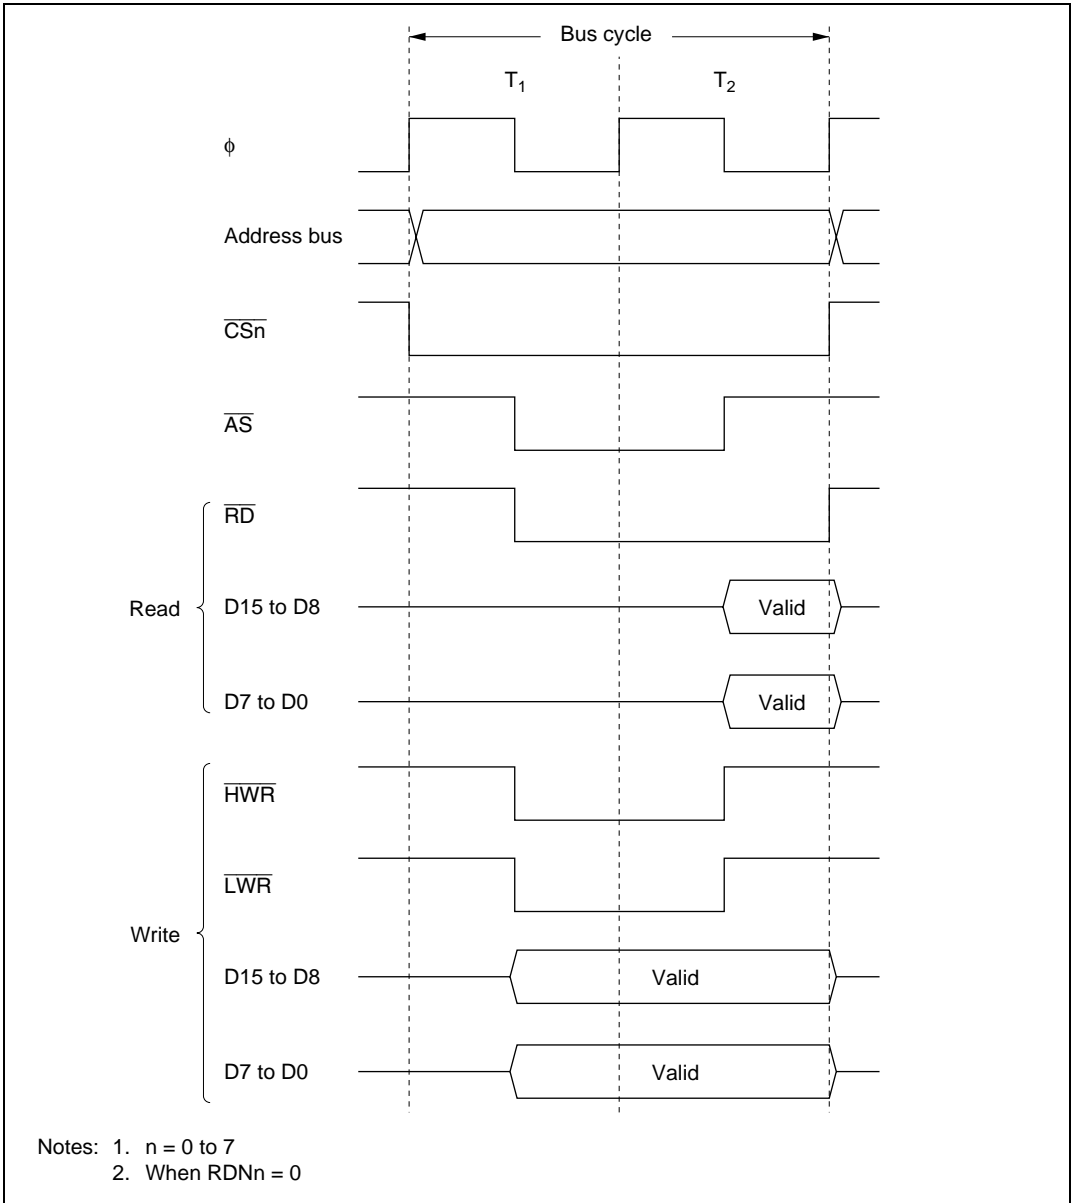 Bus cycle
T1 T2
ϕ
Address bus
CSn
AS
RD
Read D15 to D8 Valid
D7 to D0 Valid
HWR
LWR
Write
D15 to D8 Valid
D7 to D0 Valid
Notes: 1. n = 0 to 7
2. When RDNn = 0